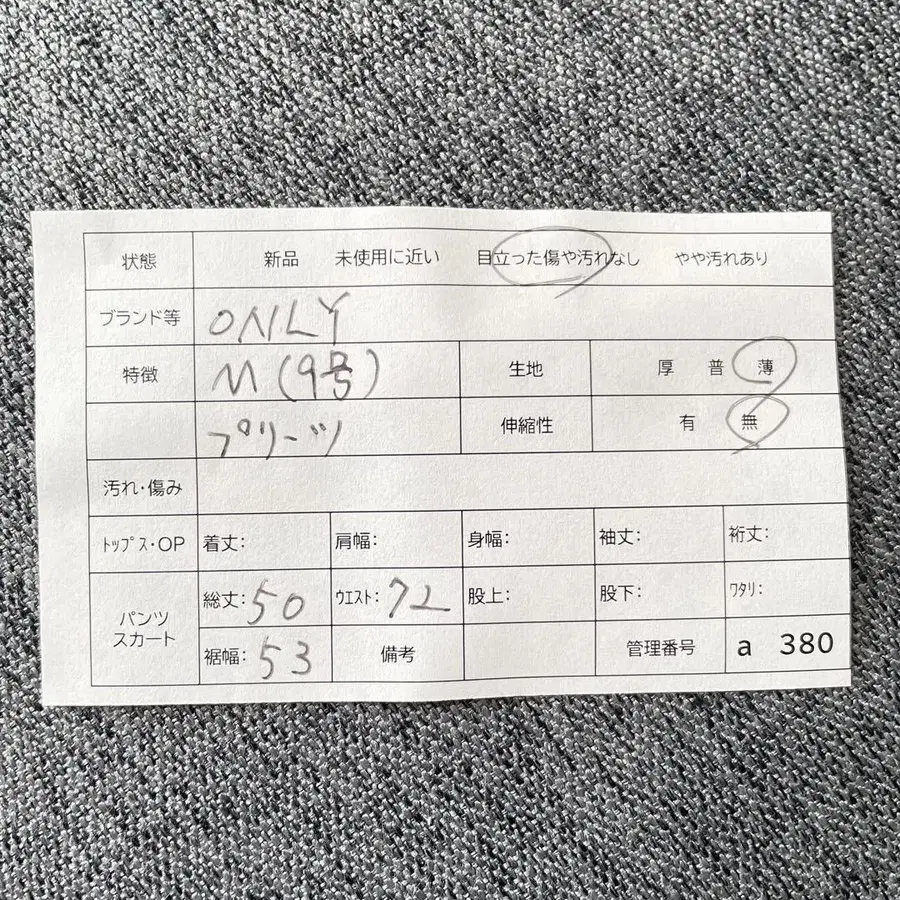 状態 新品 未使用に近い 目立った傷や汚れなし やや汚れあり
ブランド等 ONLY
特徴 M(9号) 生地 厚 普 薄
プリーツ 伸縮性 有 無
汚れ・傷み
ﾄｯﾌﾟｽ・OP 着丈: 肩幅: 身幅: 袖丈: 裄丈:
パンツ
スカート
総丈:50 ｳｴｽﾄ:72 股上: 股下: ﾜﾀﾘ:
裾幅:53 備考 管理番号 a 380